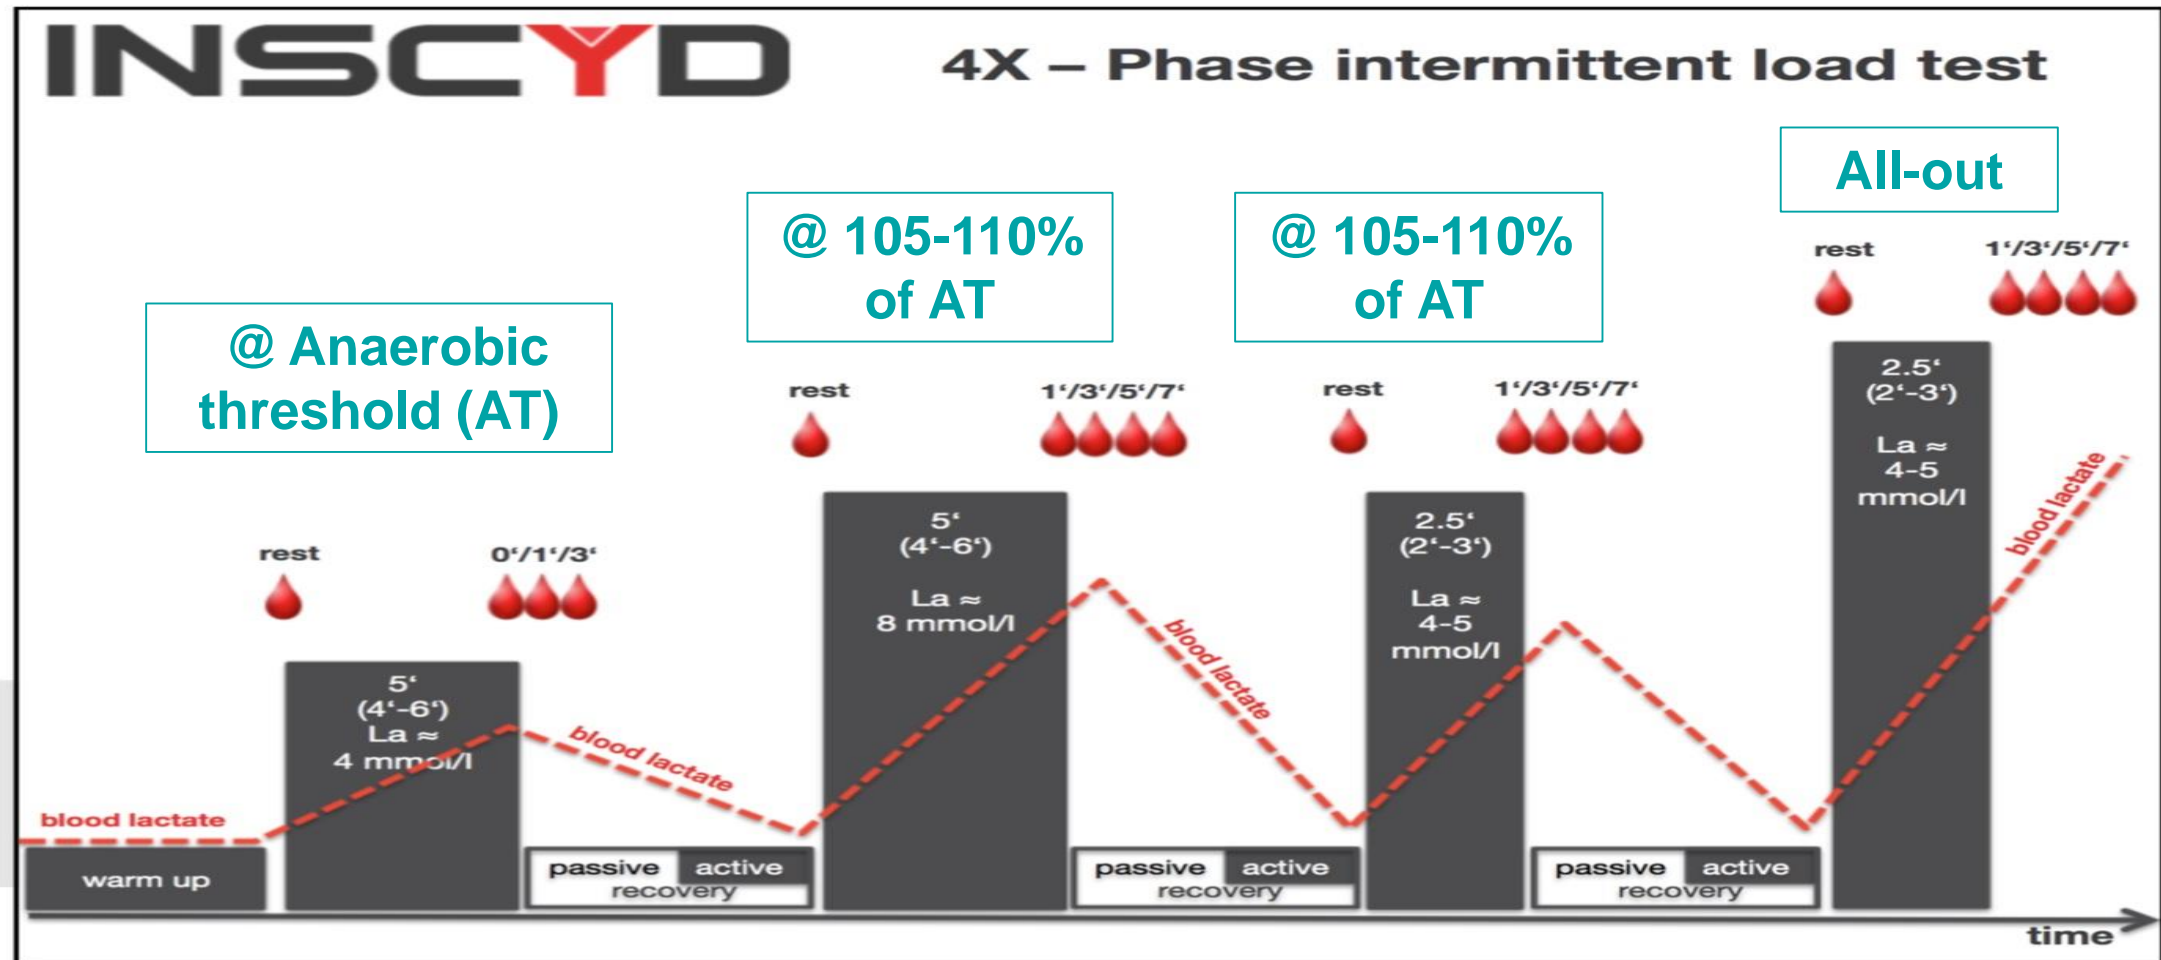 INSCYD
4X – Phase intermittent load test
@ Anaerobic
threshold (AT)
@ 105-110%
of AT
@ 105-110%
of AT
All-out
rest
0‘/1‘/3‘
rest
1‘/3‘/5‘/7‘
rest
1‘/3‘/5‘/7‘
rest
1‘/3‘/5‘/7‘
5‘
(4‘-6‘)
La ≈
4 mmol/l
5‘
(4‘-6‘)
La ≈
8 mmol/l
2.5‘
(2‘-3‘)
La ≈
4-5
mmol/l
2.5‘
(2‘-3‘)
La ≈
4-5
mmol/l
blood lactate
blood lactate
blood lactate
blood lactate
warm up
passive active
recovery
passive active
recovery
passive active
recovery
time